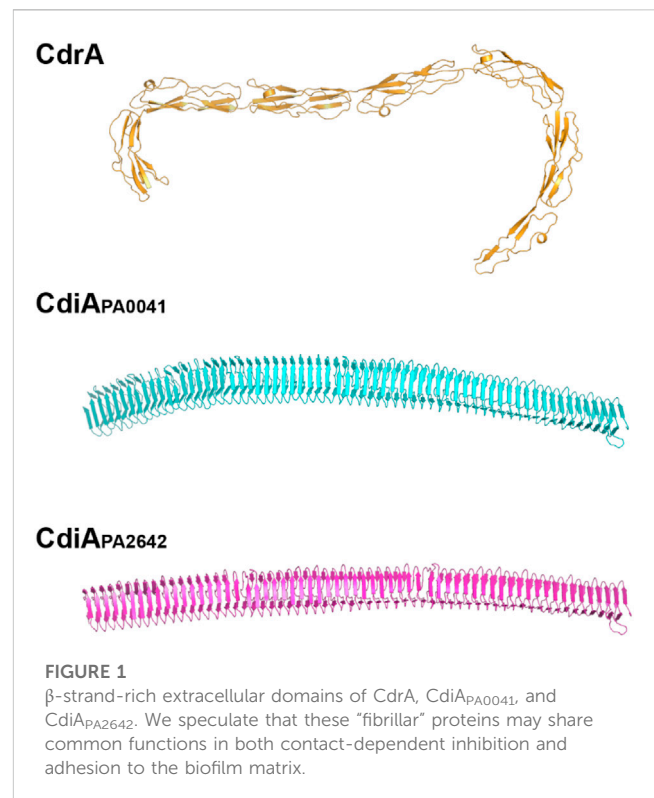 CdrA
CdiAPA0041
CdiAPA2642
FIGURE 1
β-strand-rich extracellular domains of CdrA, CdiAPA0041, and
CdiAPA2642. We speculate that these “fibrillar” proteins may share
common functions in both contact-dependent inhibition and
adhesion to the biofilm matrix.